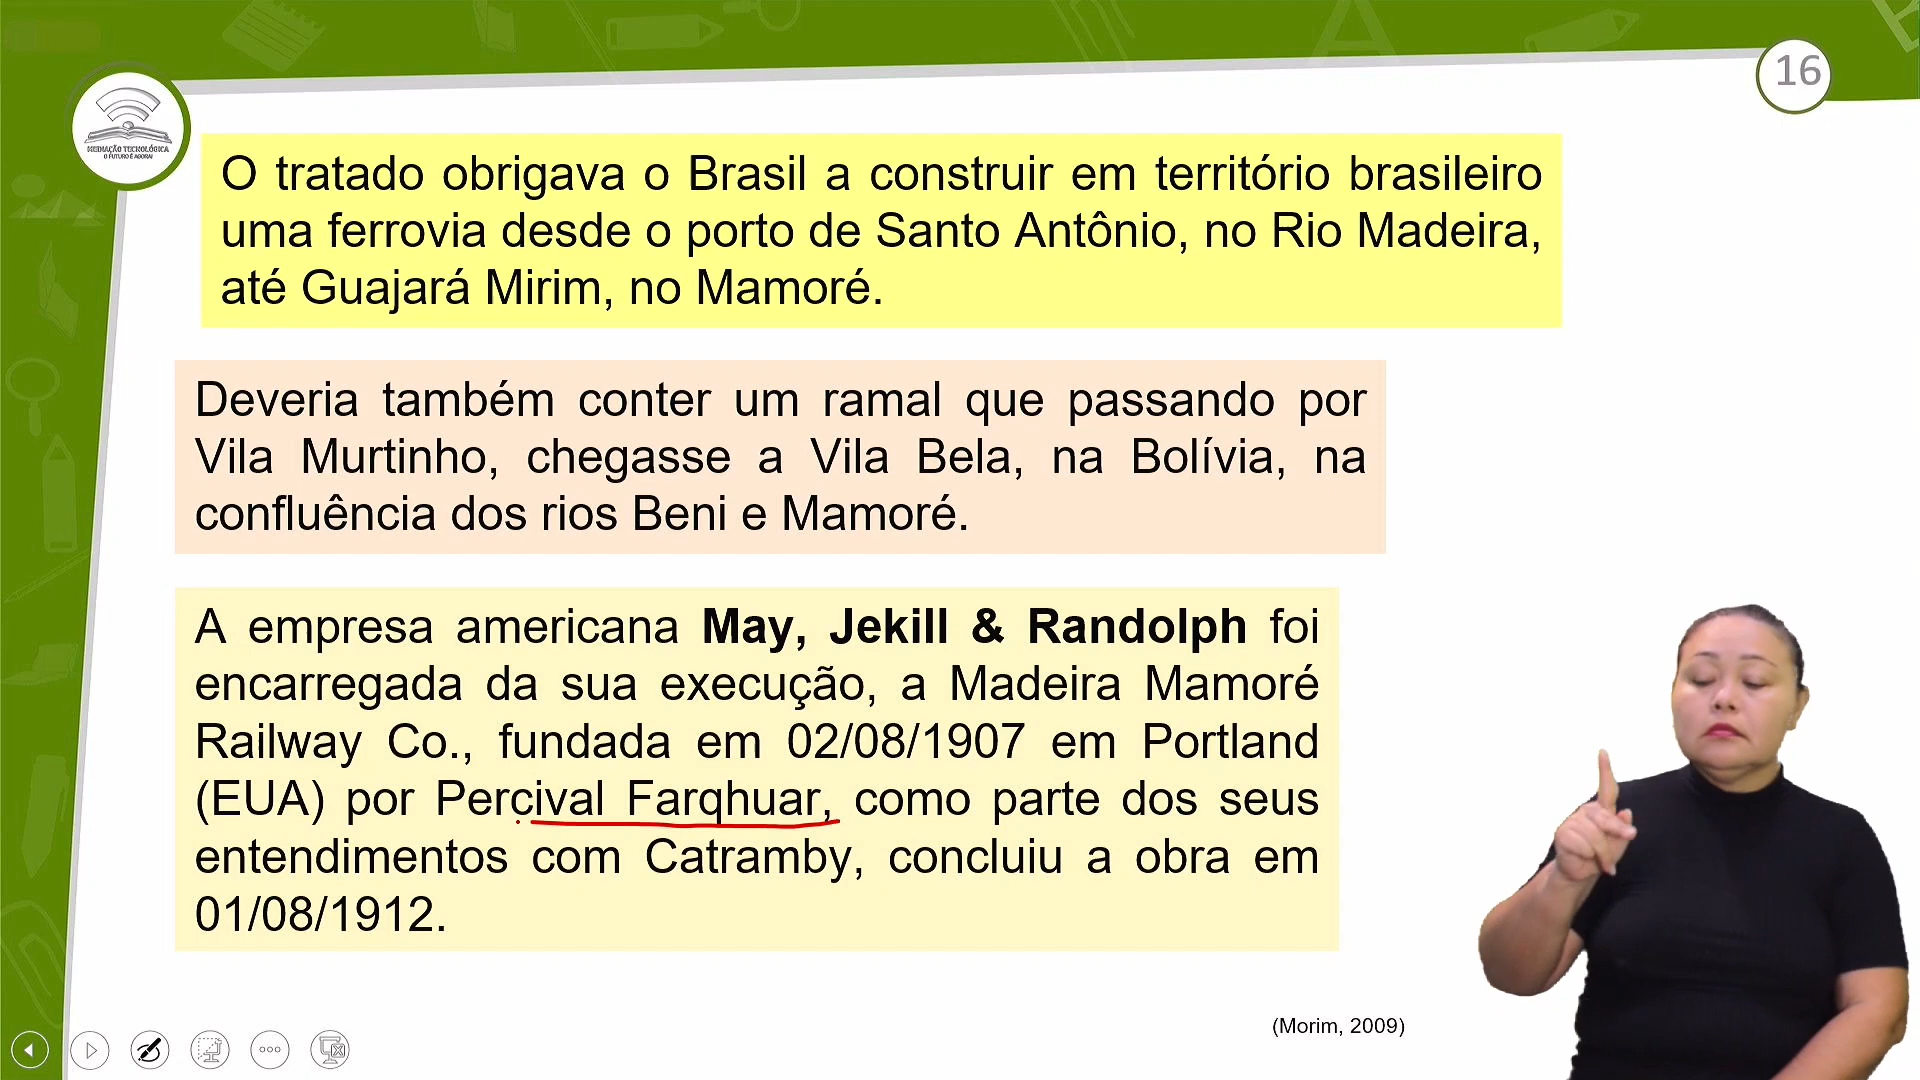 16
MEDIAÇÃO TECNOLÓGICA
O FUTURO É AGORA!
O tratado obrigava o Brasil a construir em território brasileiro
uma ferrovia desde o porto de Santo Antônio, no Rio Madeira,
até Guajará Mirim, no Mamoré.
Deveria também conter um ramal que passando por
Vila Murtinho, chegasse a Vila Bela, na Bolívia, na
confluência dos rios Beni e Mamoré.
A empresa americana May, Jekill & Randolph foi
encarregada da sua execução, a Madeira Mamoré
Railway Co., fundada em 02/08/1907 em Portland
(EUA) por Percival Farqhuar, como parte dos seus
entendimentos com Catramby, concluiu a obra em
01/08/1912.
(Morim, 2009)